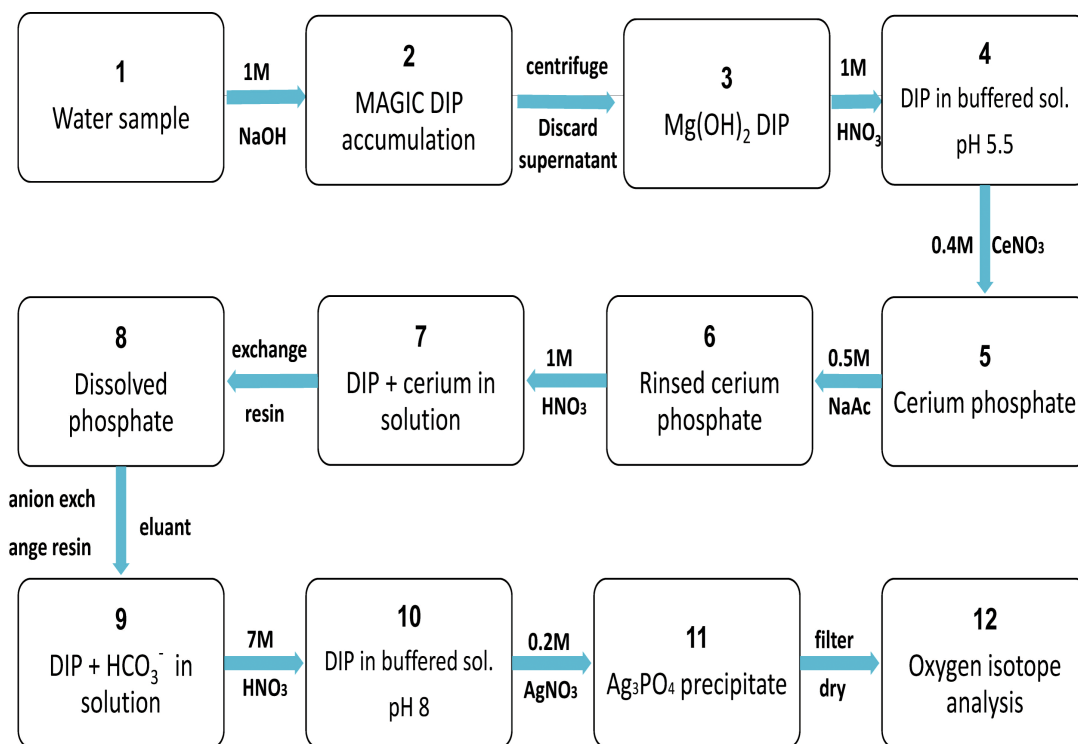 1
Water sample
1M
NaOH
2
MAGIC DIP
accumulation
centrifuge
Discard
supernatant
3
Mg(OH)₂ DIP
1M
HNO₃
4
DIP in buffered sol.
pH 5.5
0.4M CeNO₃
5
Cerium phosphate
0.5M
NaAc
6
Rinsed cerium
phosphate
1M
HNO₃
7
DIP + cerium in
solution
exchange
resin
8
Dissolved
phosphate
anion exch
ange resin
eluant
9
DIP + HCO₃⁻ in
solution
7M
HNO₃
10
DIP in buffered sol.
pH 8
0.2M
AgNO₃
11
Ag₃PO₄ precipitate
filter
dry
12
Oxygen isotope
analysis